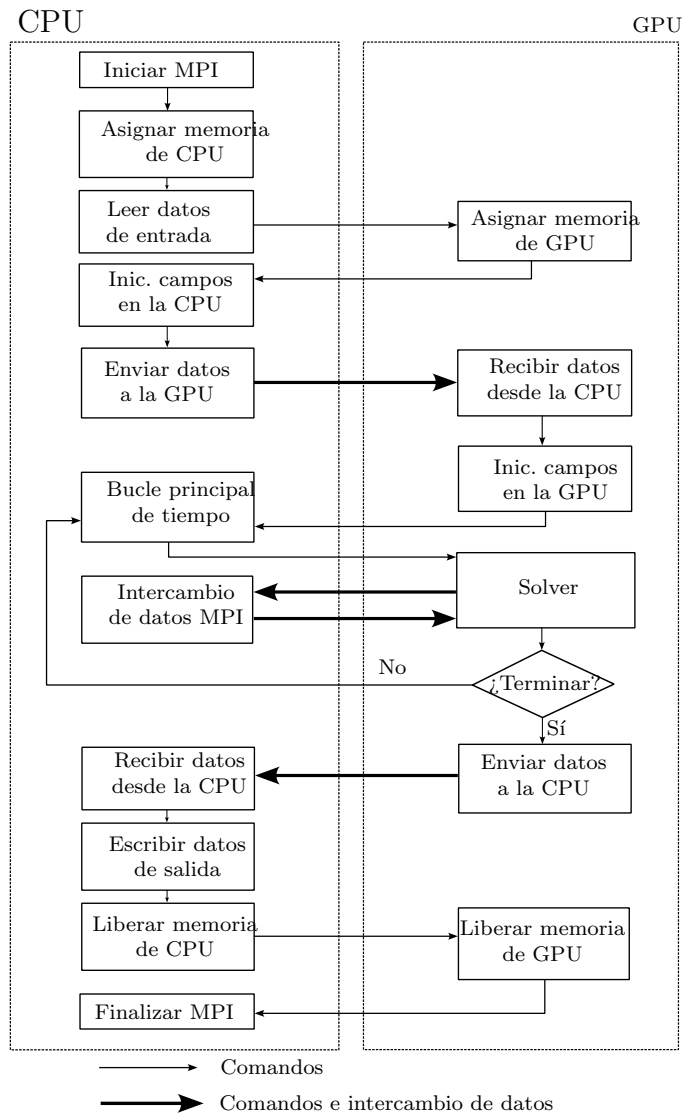 CPU
GPU
Iniciar MPI
Asignar memoria
de CPU
Leer datos
de entrada
Asignar memoria
de GPU
Inic. campos
en la CPU
Enviar datos
a la GPU
Recibir datos
desde la CPU
Inic. campos
en la GPU
Bucle principal
de tiempo
Solver
Intercambio
de datos MPI
¿Terminar?
No
Sí
Enviar datos
a la CPU
Recibir datos
desde la CPU
Escribir datos
de salida
Liberar memoria
de CPU
Liberar memoria
de GPU
Finalizar MPI
Comandos
Comandos e intercambio de datos